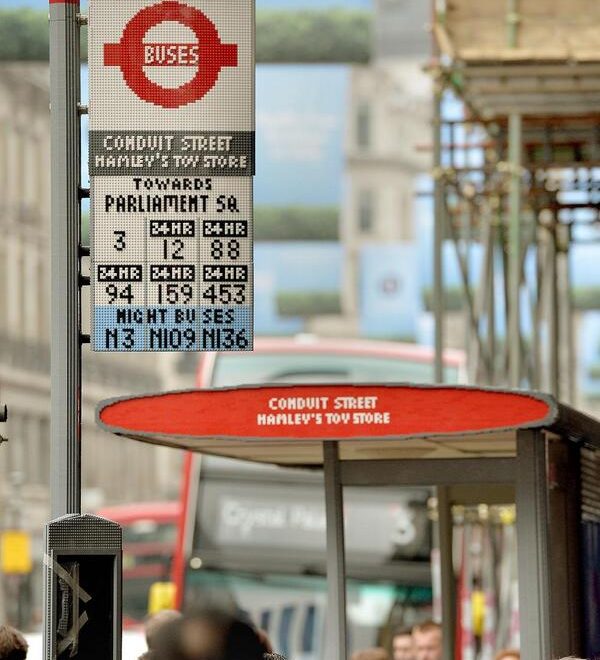 BUSES
CONDUIT STREET
HAMLEY'S TOY STORE
TOWARDS
PARLIAMENT SQ.
24HR 24HR
3 12 88
24HR 24HR 24HR
94 159 453
NIGHT BUSES
N3 N109 N136
CONDUIT STREET
HAMLEY'S TOY STORE
3